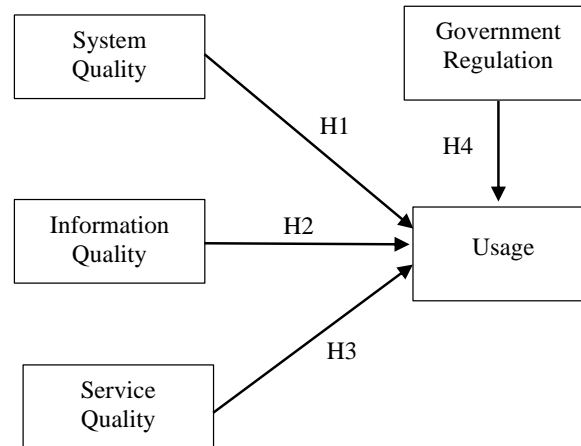 System
Quality
Government
Regulation
H1
H4
Information
Quality
H2
Usage
H3
Service
Quality